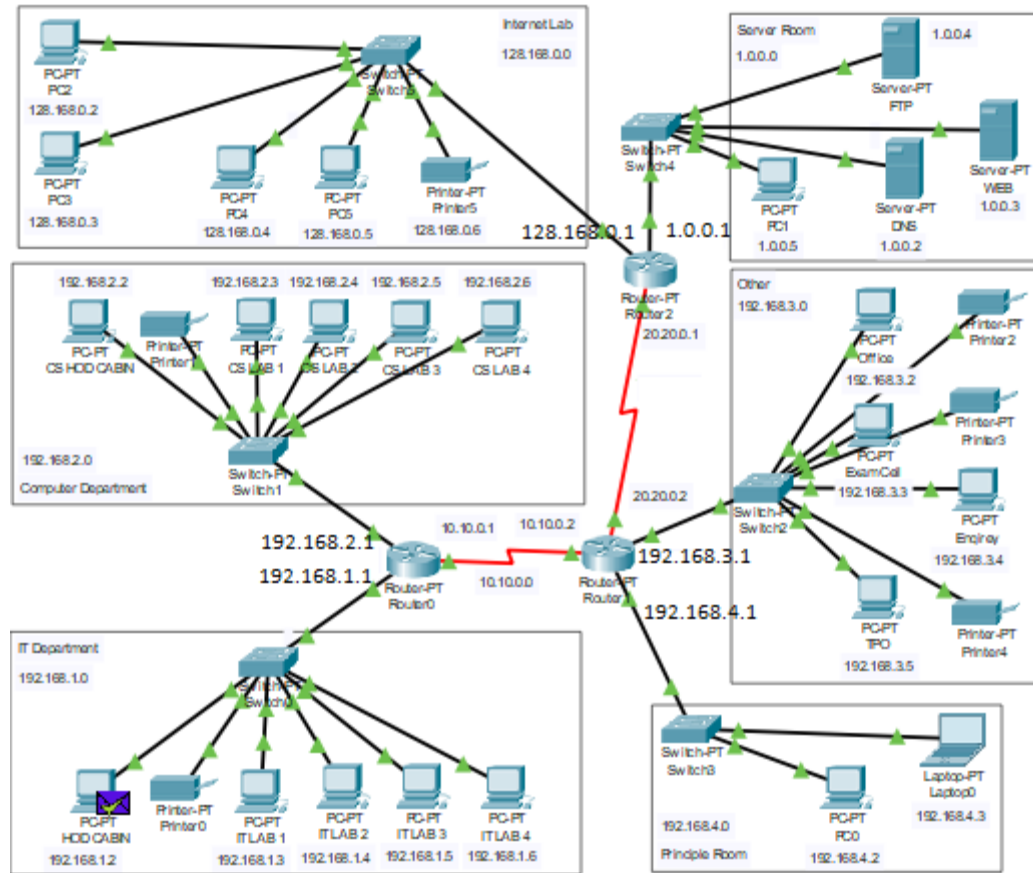 Internet Lab
128.168.0.0
PC-PT
PC2
128.168.0.2
Switch-PT
PC-PT
PC3
128.168.0.3
PC-PT
PC4
128.168.0.4
PC-PT
PC5
128.168.0.5
Printer-PT
Printer5
128.168.0.6
128.168.0.1
Server Room
1.0.0.0
1.0.0.4
Server-PT
FTP
Switch-PT
Switch4
Server-PT
WEB
1.0.0.3
PC-PT
PC1
1.0.0.5
Server-PT
DNS
1.0.0.2
1.0.0.1
Router-PT
Router2
20.20.0.1
192.168.2.2
192.168.2.3
192.168.2.4
192.168.2.5
192.168.2.6
PC-PT
CS HOD CABIN
Printer-PT
PC-PT
CS LAB 1
PC-PT
CS LAB 2
PC-PT
CS LAB 3
PC-PT
CS LAB 4
192.168.2.0
Computer Department
Switch-PT
Switch1
Other
192.168.3.0
PC-PT
Office
192.168.3.2
Printer-PT
Printer2
Printer-PT
Printer3
PC-PT
ExamCell
192.168.3.3
Switch-PT
Switch2
PC-PT
Enqirey
192.168.3.4
PC-PT
TPO
192.168.3.5
Printer-PT
Printer4
20.20.0.2
192.168.2.1
192.168.1.1
10.10.0.1
10.10.0.2
10.10.0.0
Router-PT
Router0
Router-PT
192.168.3.1
192.168.4.1
IT Department
192.168.1.0
Switch-PT
PC-PT
HOD CABIN
192.168.1.2
Printer-PT
Printer0
PC-PT
IT LAB 1
192.168.1.3
PC-PT
IT LAB 2
192.168.1.4
PC-PT
IT LAB 3
192.168.1.5
PC-PT
IT LAB 4
192.168.1.6
Switch-PT
Switch3
192.168.4.0
Principle Room
PC-PT
PC0
192.168.4.2
Laptop-PT
Laptop0
192.168.4.3